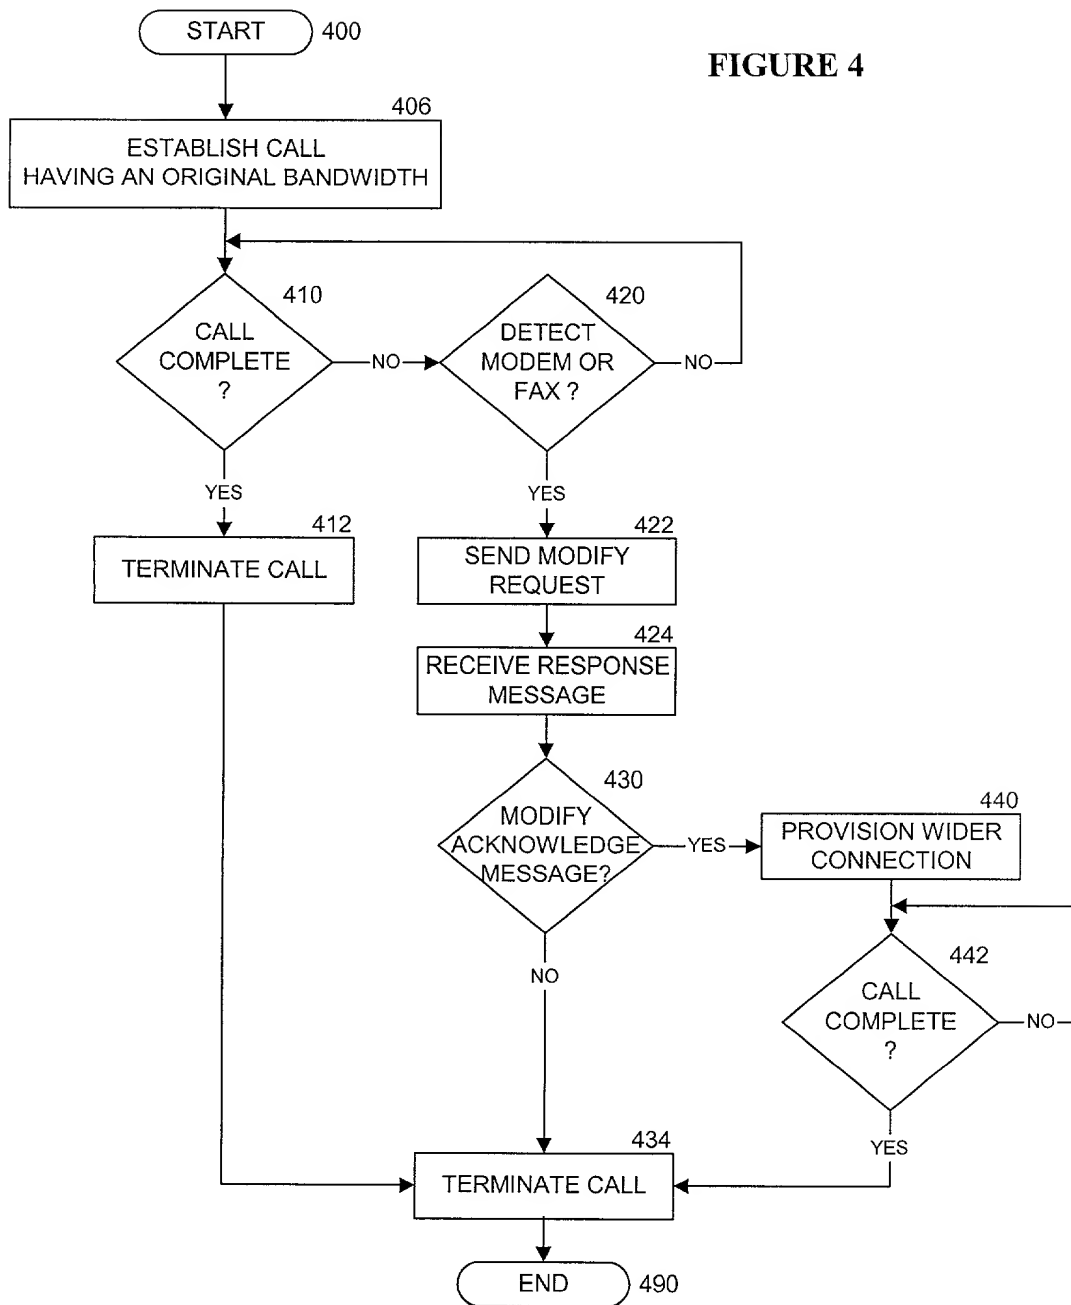 START 400
FIGURE 4
406
ESTABLISH CALL
HAVING AN ORIGINAL BANDWIDTH
410
CALL
COMPLETE
?
NO
420
DETECT
MODEM OR
FAX ?
NO
YES
YES
412
TERMINATE CALL
422
SEND MODIFY
REQUEST
424
RECEIVE RESPONSE
MESSAGE
430
MODIFY
ACKNOWLEDGE
MESSAGE?
YES
440
PROVISION WIDER
CONNECTION
NO
442
CALL
COMPLETE
?
NO
YES
434
TERMINATE CALL
END 490